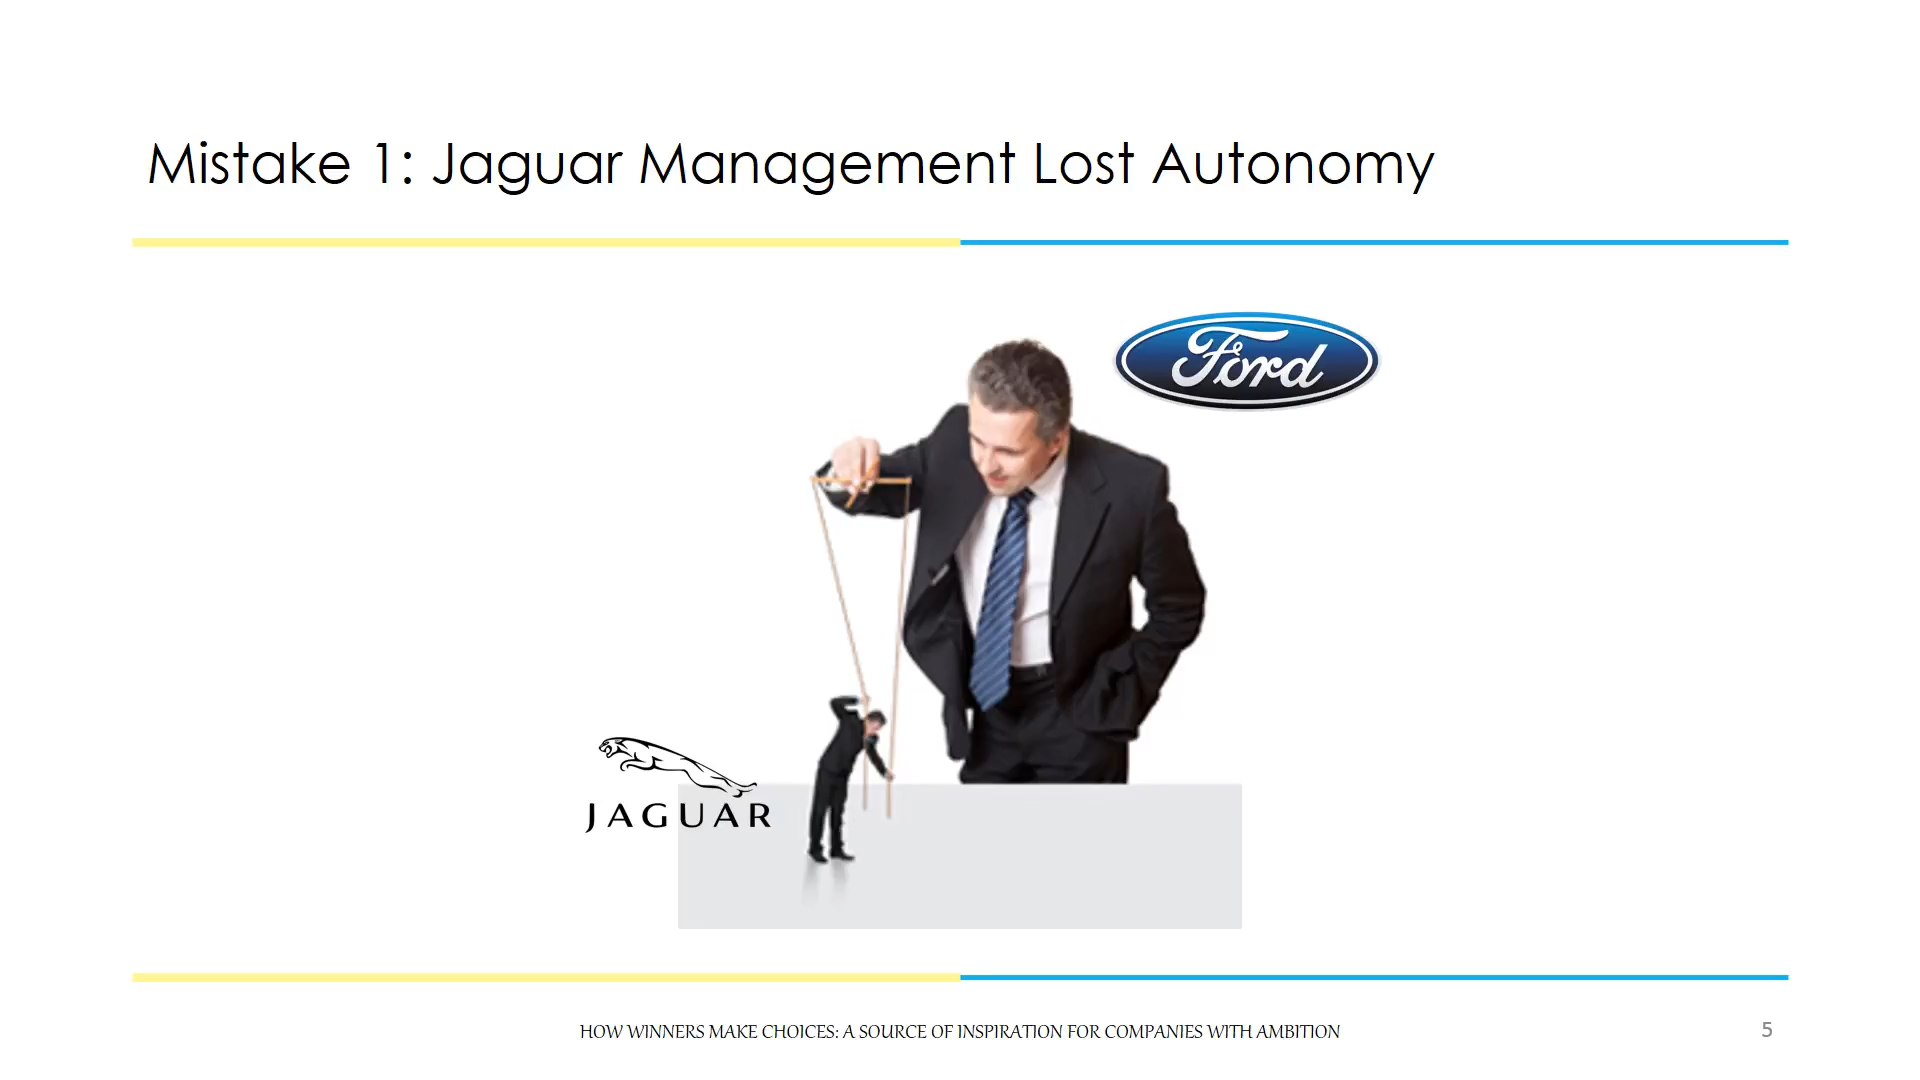 Mistake 1: Jaguar Management Lost Autonomy
Ford
JAGUAR
HOW WINNERS MAKE CHOICES: A SOURCE OF INSPIRATION FOR COMPANIES WITH AMBITION
5